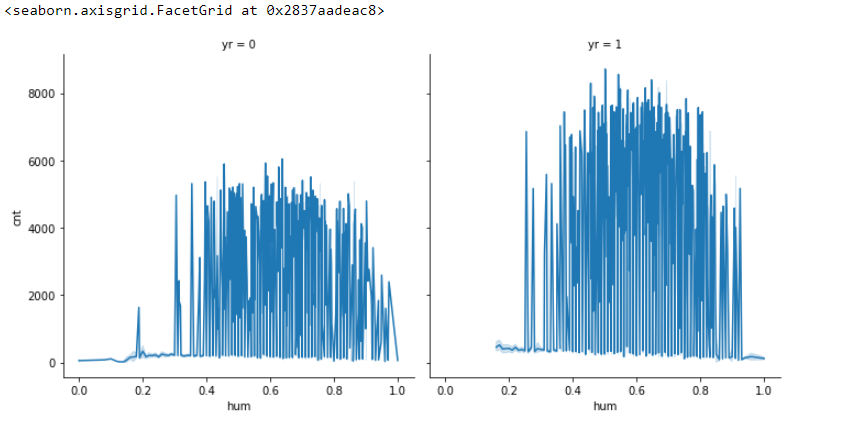 <seaborn.axisgrid.FacetGrid at 0x2837aadeac8>
yr = 0
yr = 1
8000
6000
4000
2000
0
cnt
0.0 0.2 0.4 0.6 0.8 1.0
0.0 0.2 0.4 0.6 0.8 1.0
hum
hum